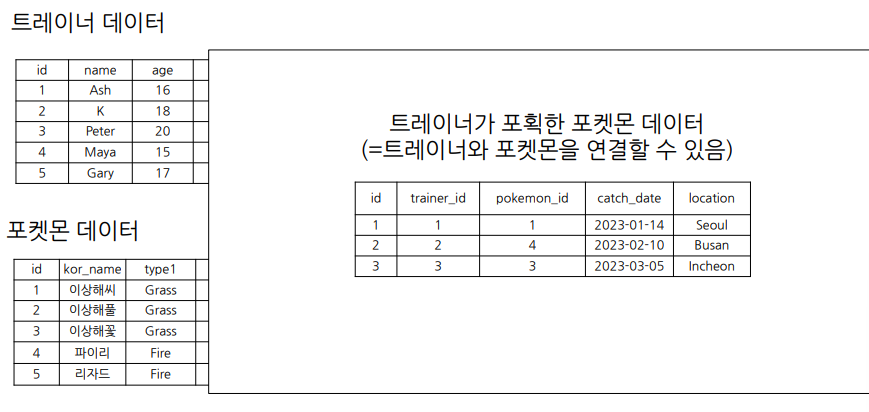 트레이너 데이터
id name age
1 Ash 16
2 K 18
3 Peter 20
4 Maya 15
5 Gary 17
포켓몬 데이터
id kor_name type1
1 이상해씨 Grass
2 이상해풀 Grass
3 이상해꽃 Grass
4 파이리 Fire
5 리자드 Fire
트레이너가 포획한 포켓몬 데이터
(=트레이너와 포켓몬을 연결할 수 있음)
id trainer_id pokemon_id catch_date location
1 1 1 2023-01-14 Seoul
2 2 4 2023-02-10 Busan
3 3 3 2023-03-05 Incheon